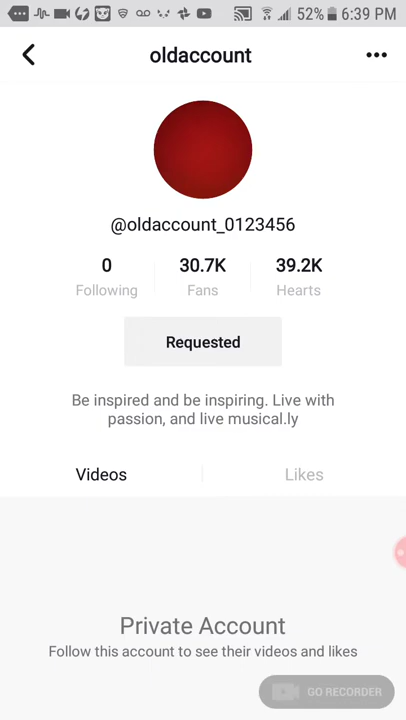 52% 6:39 PM
oldaccount
@oldaccount_0123456
0 30.7K 39.2K
Following Fans Hearts
Requested
Be inspired and be inspiring. Live with
passion, and live musical.ly
Videos Likes
Private Account
Follow this account to see their videos and likes
GO RECORDER